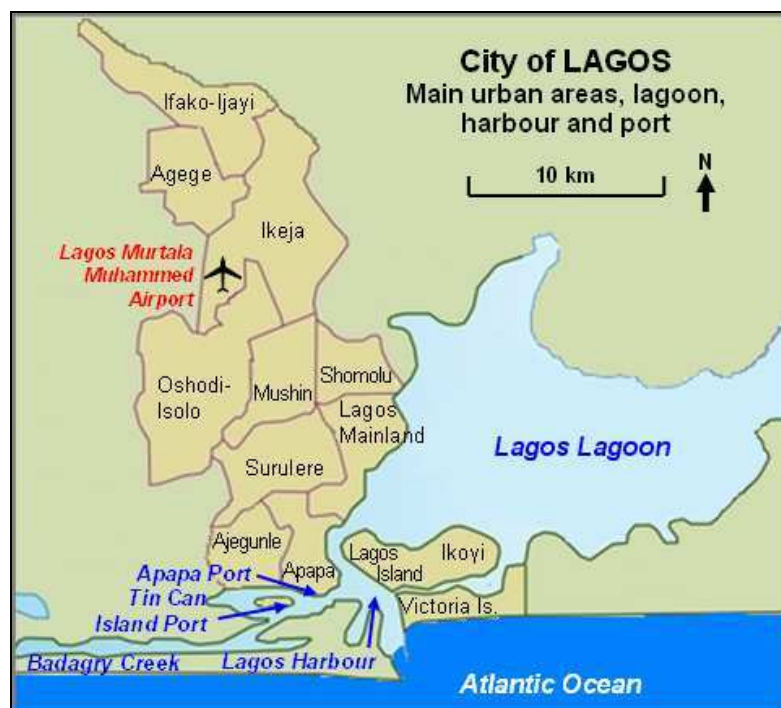 City of LAGOS
Main urban areas, lagoon,
harbour and port
10 km
N
Ifako-Ijayi
Agege
Ikeja
Lagos Murtala
Muhammed
Airport
Oshodi-
Isolo
Mushin
Shomolu
Lagos
Mainland
Surulere
Lagos Lagoon
Ajegunle
Apapa
Lagos
Island
Ikoyi
Victoria Is.
Apapa Port
Tin Can
Island Port
Badagry Creek
Lagos Harbour
Atlantic Ocean